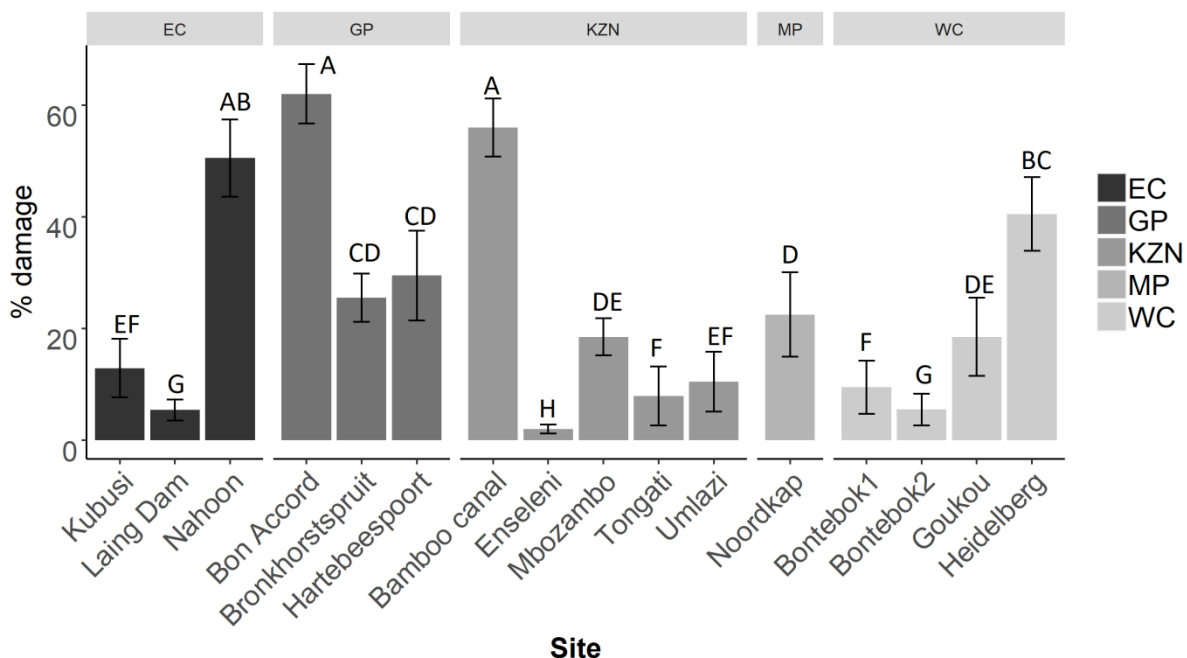 EC GP KZN MP WC
% damage
60
40
20
0
EF
G
AB
A
CD
CD
A
H
DE
F
EF
D
F
G
DE
BC
EC
GP
KZN
MP
WC
Kubusi
Laing Dam
Nahoon
Bon Accord
Bronkhorstspruit
Hartebeespoort
Bamboo canal
Enseleni
Mbozambo
Tongati
Umlazi
Noordkap
Bontebok1
Bontebok2
Goukou
Heidelberg
Site